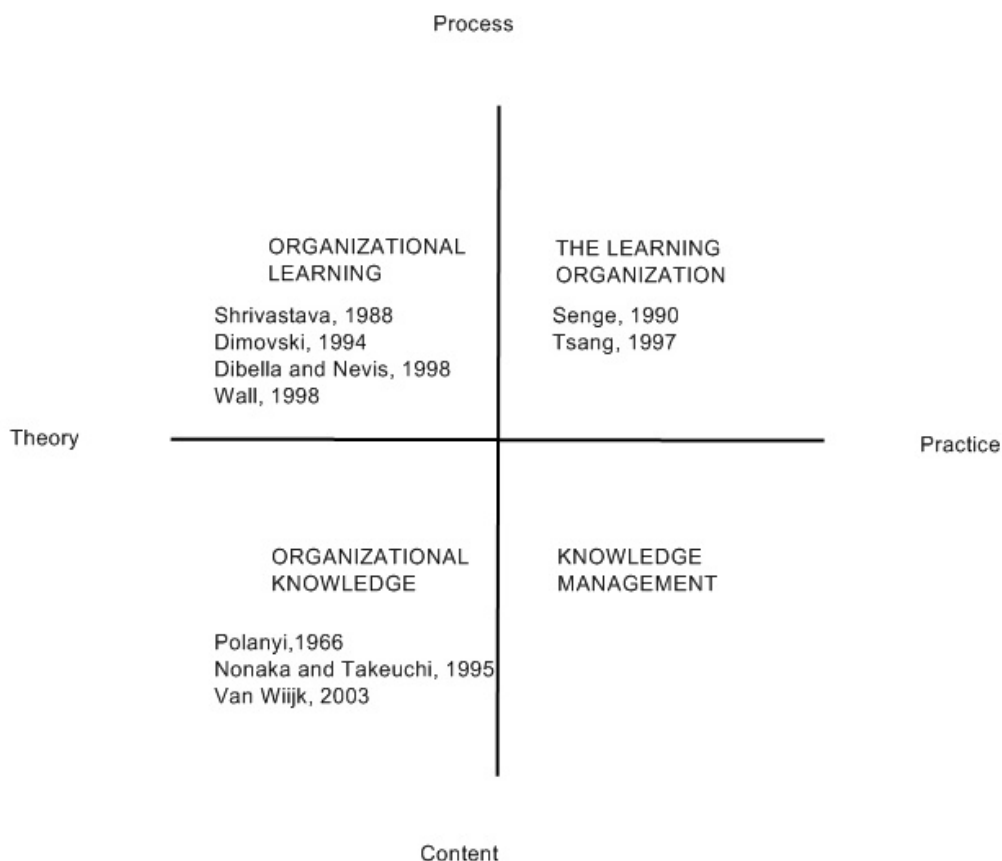 Process
ORGANIZATIONAL
LEARNING
Shrivastava, 1988
Dimovski, 1994
Dibella and Nevis, 1998
Wall, 1998
THE LEARNING
ORGANIZATION
Senge, 1990
Tsang, 1997
Theory
Practice
ORGANIZATIONAL
KNOWLEDGE
Polanyi,1966
Nonaka and Takeuchi, 1995
Van Wiijk, 2003
KNOWLEDGE
MANAGEMENT
Content